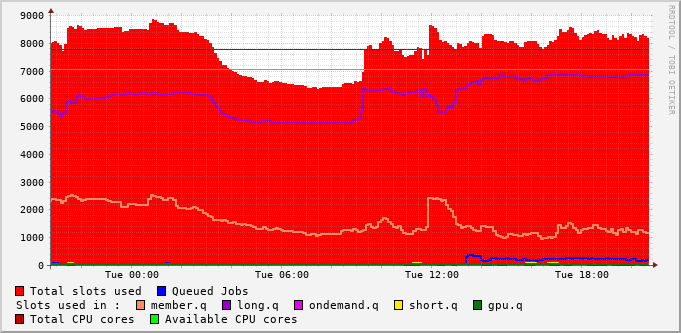 9000
8000
7000
6000
5000
4000
3000
2000
1000
0
Tue 00:00 Tue 06:00 Tue 12:00 Tue 18:00
RRDTOOL / TOBI OETIKER
Total slots used Queued Jobs
Slots used in : member.q long.q ondemand.q short.q gpu.q
Total CPU cores Available CPU cores